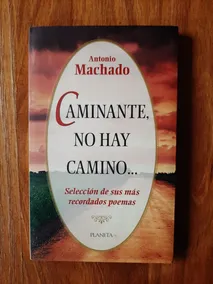 Antonio
Machado
CAMINANTE,
NO HAY
CAMINO...
Selección de sus más
recordados poemas
PLANETA